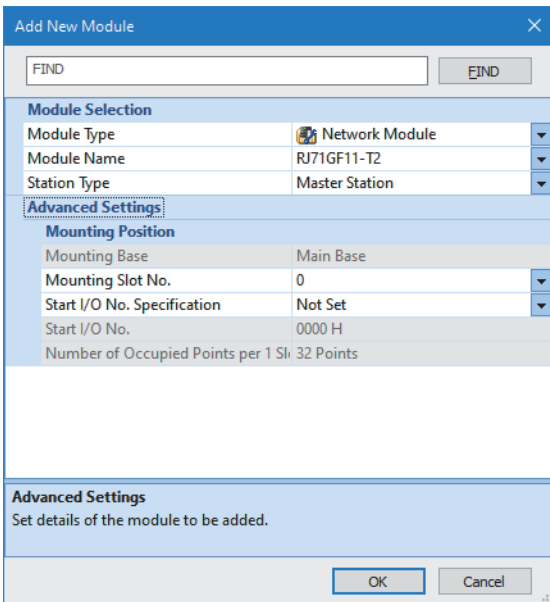 Add New Module
FIND FIND
Module Selection
Module Type Network Module
Module Name RJ71GF11-T2
Station Type Master Station
Advanced Settings
Mounting Position
Mounting Base Main Base
Mounting Slot No. 0
Start I/O No. Specification Not Set
Start I/O No. 0000 H
Number of Occupied Points per 1 Sl 32 Points
Advanced Settings
Set details of the module to be added.
OK Cancel